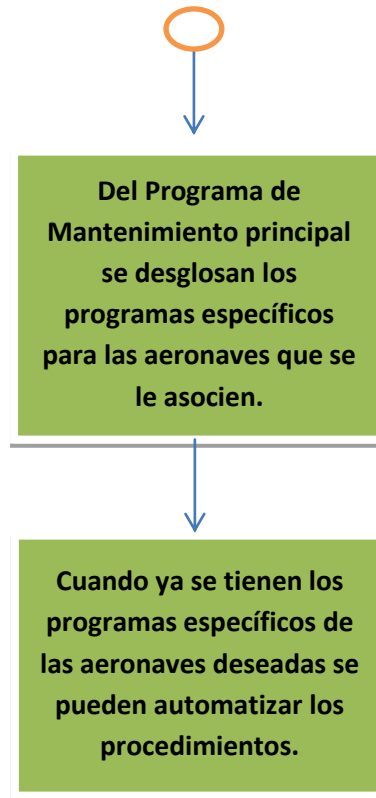 Del Programa de
Mantenimiento principal
se desglosan los
programas específicos
para las aeronaves que se
le asocien.
Cuando ya se tienen los
programas específicos de
las aeronaves deseadas se
pueden automatizar los
procedimientos.